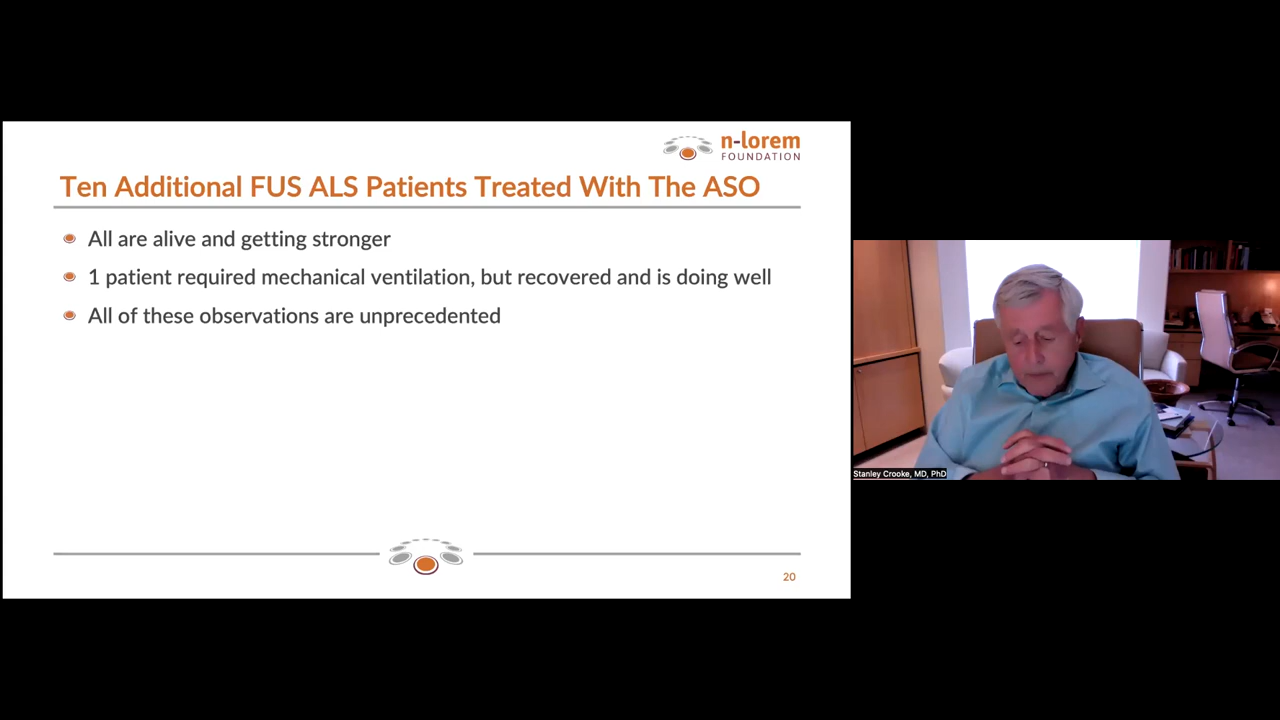 n-lorem
FOUNDATION
Ten Additional FUS ALS Patients Treated With The ASO
All are alive and getting stronger
1 patient required mechanical ventilation, but recovered and is doing well
All of these observations are unprecedented
20
Stanley Crooke, MD, PhD